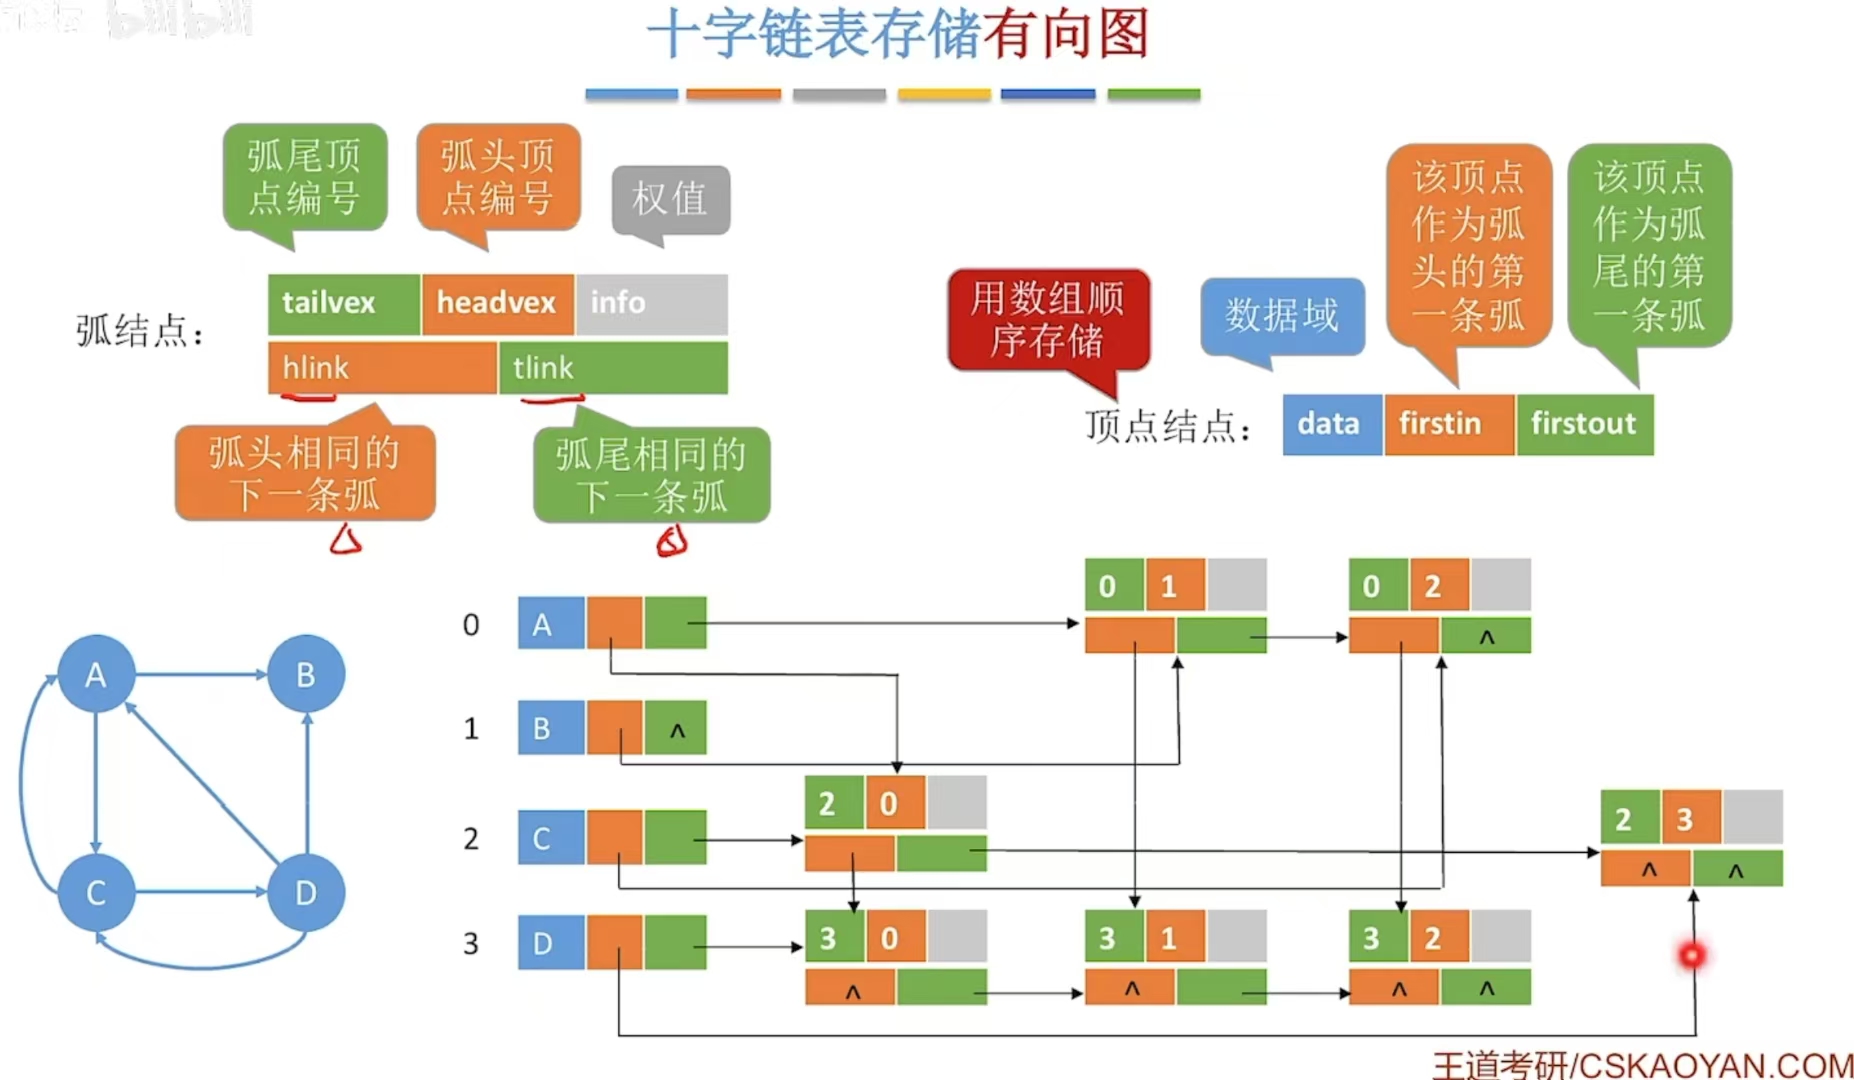 bilibili
十字链表存储有向图
弧尾顶
点编号
弧头顶
点编号
权值
弧结点：
tailvex headvex info
hlink tlink
弧头相同的
下一条弧
弧尾相同的
下一条弧
用数组顺
序存储
数据域
该顶点
作为弧
头的第
一条弧
该顶点
作为弧
尾的第
一条弧
顶点结点：
data firstin firstout
A B
C D
0 A
1 B ^
2 C
3 D
0 1
0 2
^
2 0
2 3
^ ^
3 0
^
3 1
^
3 2
^ ^
王道考研/CSKAOYAN.COM